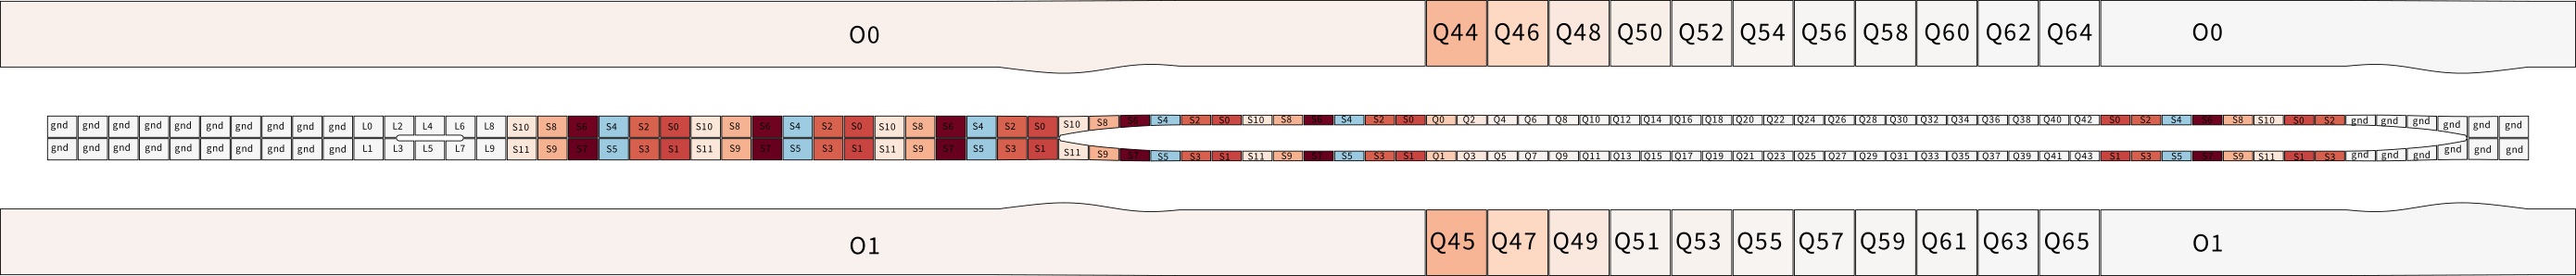 O0 Q44 Q46 Q48 Q50 Q52 Q54 Q56 Q58 Q60 Q62 Q64 O0
gnd gnd gnd gnd gnd gnd gnd gnd gnd gnd L0 L2 L4 L6 L8 S10 S8 S6 S4 S2 S0 S10 S8 S6 S4 S2 S0 S10 S8 S6 S4 S2 S0 S10 S8 S6 S4 S2 S0 S10 S8 S6 S4 S2 S0 Q0 Q2 Q4 Q6 Q8 Q10 Q12 Q14 Q16 Q18 Q20 Q22 Q24 Q26 Q28 Q30 Q32 Q34 Q36 Q38 Q40 Q42 S0 S2 S4 S6 S8 S10 S0 S2 gnd gnd gnd gnd gnd gnd
gnd gnd gnd gnd gnd gnd gnd gnd gnd gnd L1 L3 L5 L7 L9 S11 S9 S7 S5 S3 S1 S11 S9 S7 S5 S3 S1 S11 S9 S7 S5 S3 S1 S11 S9 S7 S5 S3 S1 S11 S9 S7 S5 S3 S1 Q1 Q3 Q5 Q7 Q9 Q11 Q13 Q15 Q17 Q19 Q21 Q23 Q25 Q27 Q29 Q31 Q33 Q35 Q37 Q39 Q41 Q43 S1 S3 S5 S7 S9 S11 S1 S3 gnd gnd gnd gnd gnd gnd
O1 Q45 Q47 Q49 Q51 Q53 Q55 Q57 Q59 Q61 Q63 Q65 O1